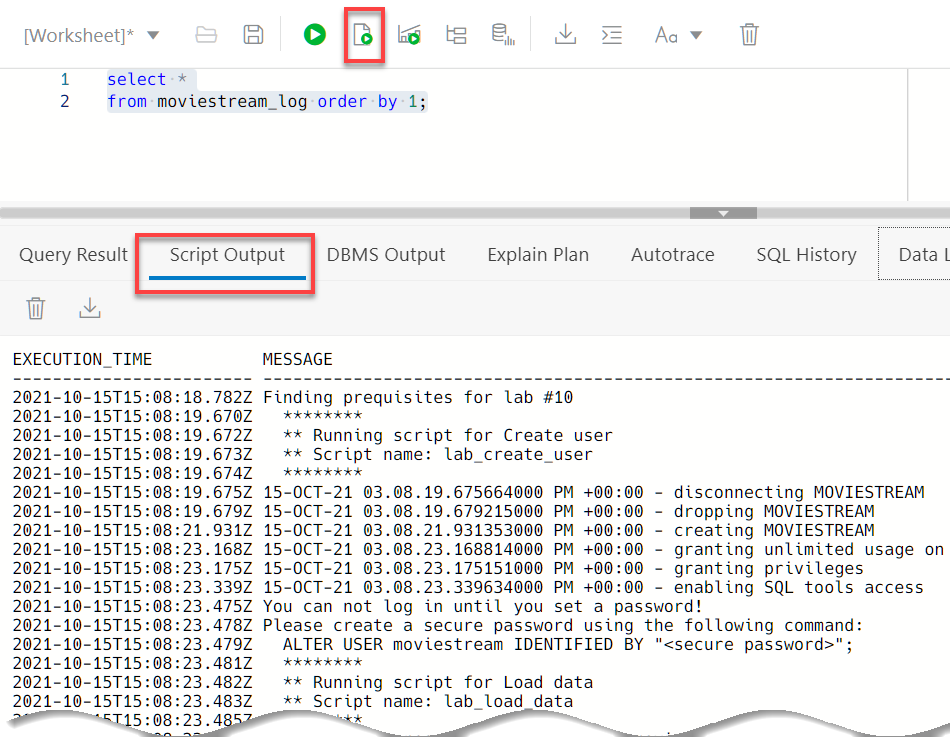 [Worksheet]*
Aa
1 select *
2 from moviestream_log order by 1;
Query Result Script Output DBMS Output Explain Plan Autotrace SQL History Data L
EXECUTION_TIME MESSAGE
------------------------ ---------------------------------------------------------------------
2021-10-15T15:08:18.782Z Finding prequisites for lab #10
2021-10-15T15:08:19.670Z ********
2021-10-15T15:08:19.672Z ** Running script for Create user
2021-10-15T15:08:19.673Z ** Script name: lab_create_user
2021-10-15T15:08:19.674Z ********
2021-10-15T15:08:19.675Z 15-OCT-21 03.08.19.675664000 PM +00:00 - disconnecting MOVIESTREAM
2021-10-15T15:08:19.679Z 15-OCT-21 03.08.19.679215000 PM +00:00 - dropping MOVIESTREAM
2021-10-15T15:08:21.931Z 15-OCT-21 03.08.21.931353000 PM +00:00 - creating MOVIESTREAM
2021-10-15T15:08:23.168Z 15-OCT-21 03.08.23.168814000 PM +00:00 - granting unlimited usage on
2021-10-15T15:08:23.175Z 15-OCT-21 03.08.23.175151000 PM +00:00 - granting privileges
2021-10-15T15:08:23.339Z 15-OCT-21 03.08.23.339634000 PM +00:00 - enabling SQL tools access
2021-10-15T15:08:23.475Z You can not log in until you set a password!
2021-10-15T15:08:23.478Z Please create a secure password using the following command:
2021-10-15T15:08:23.479Z ALTER USER moviestream IDENTIFIED BY "<secure password>";
2021-10-15T15:08:23.481Z ********
2021-10-15T15:08:23.482Z ** Running script for Load data
2021-10-15T15:08:23.483Z ** Script name: lab_load_data
15:08:23.485Z